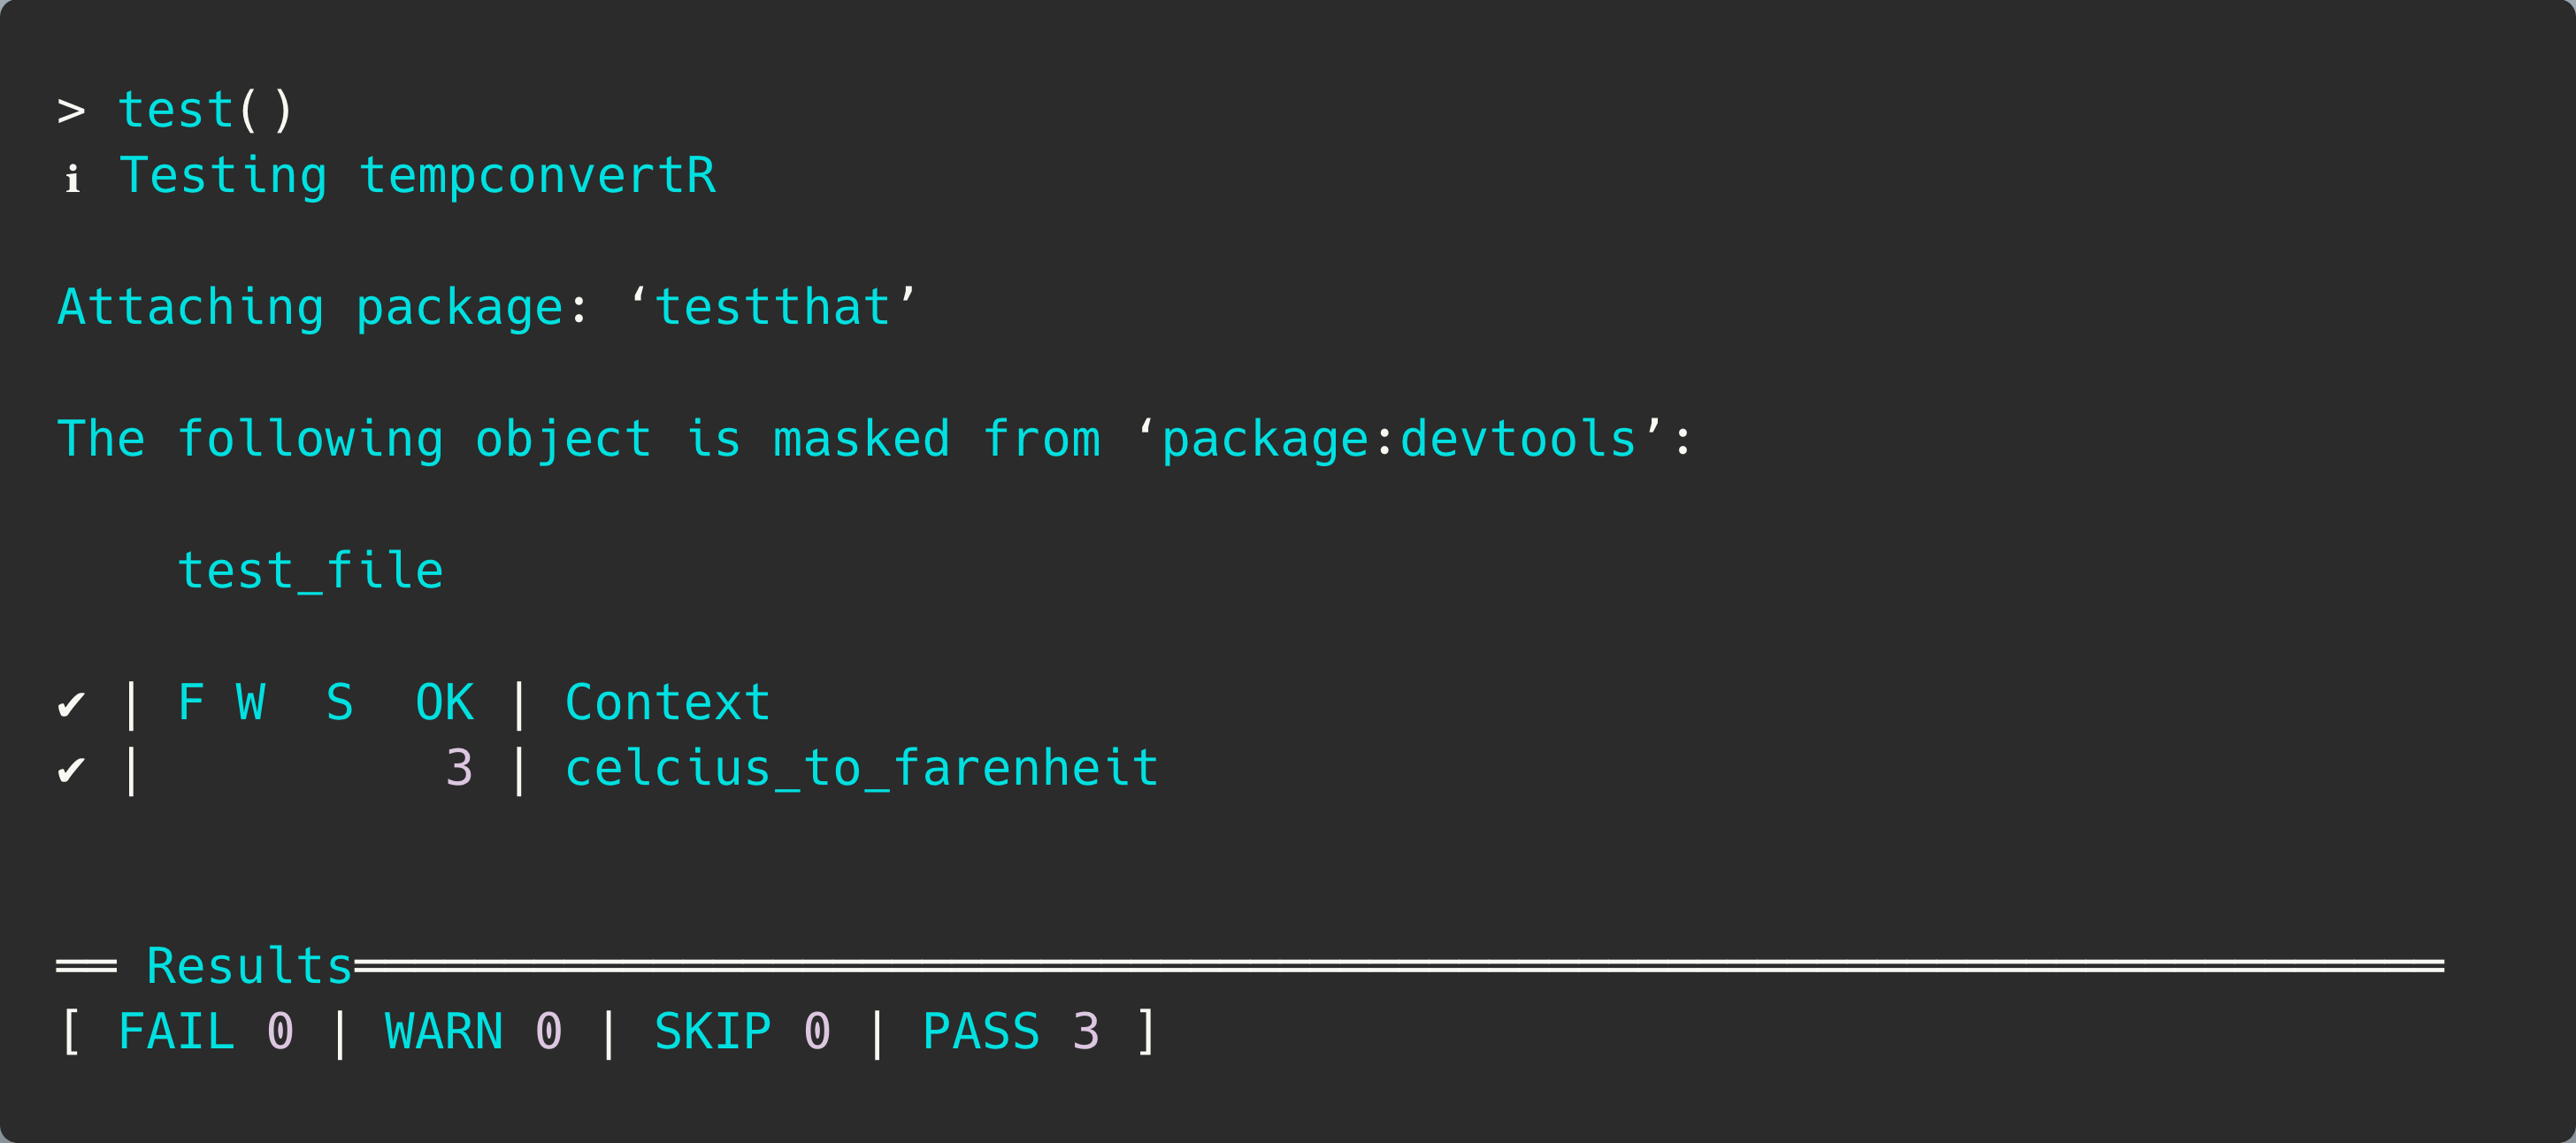 > test()
ℹ Testing tempconvertR
Attaching package: ‘testthat’
The following object is masked from ‘package:devtools’:
    test_file
✔ | F W  S  OK | Context
✔ |          3 | celcius_to_farenheit
══ Results══════════════════════════════════════════════════════════════════════
[ FAIL 0 | WARN 0 | SKIP 0 | PASS 3 ]